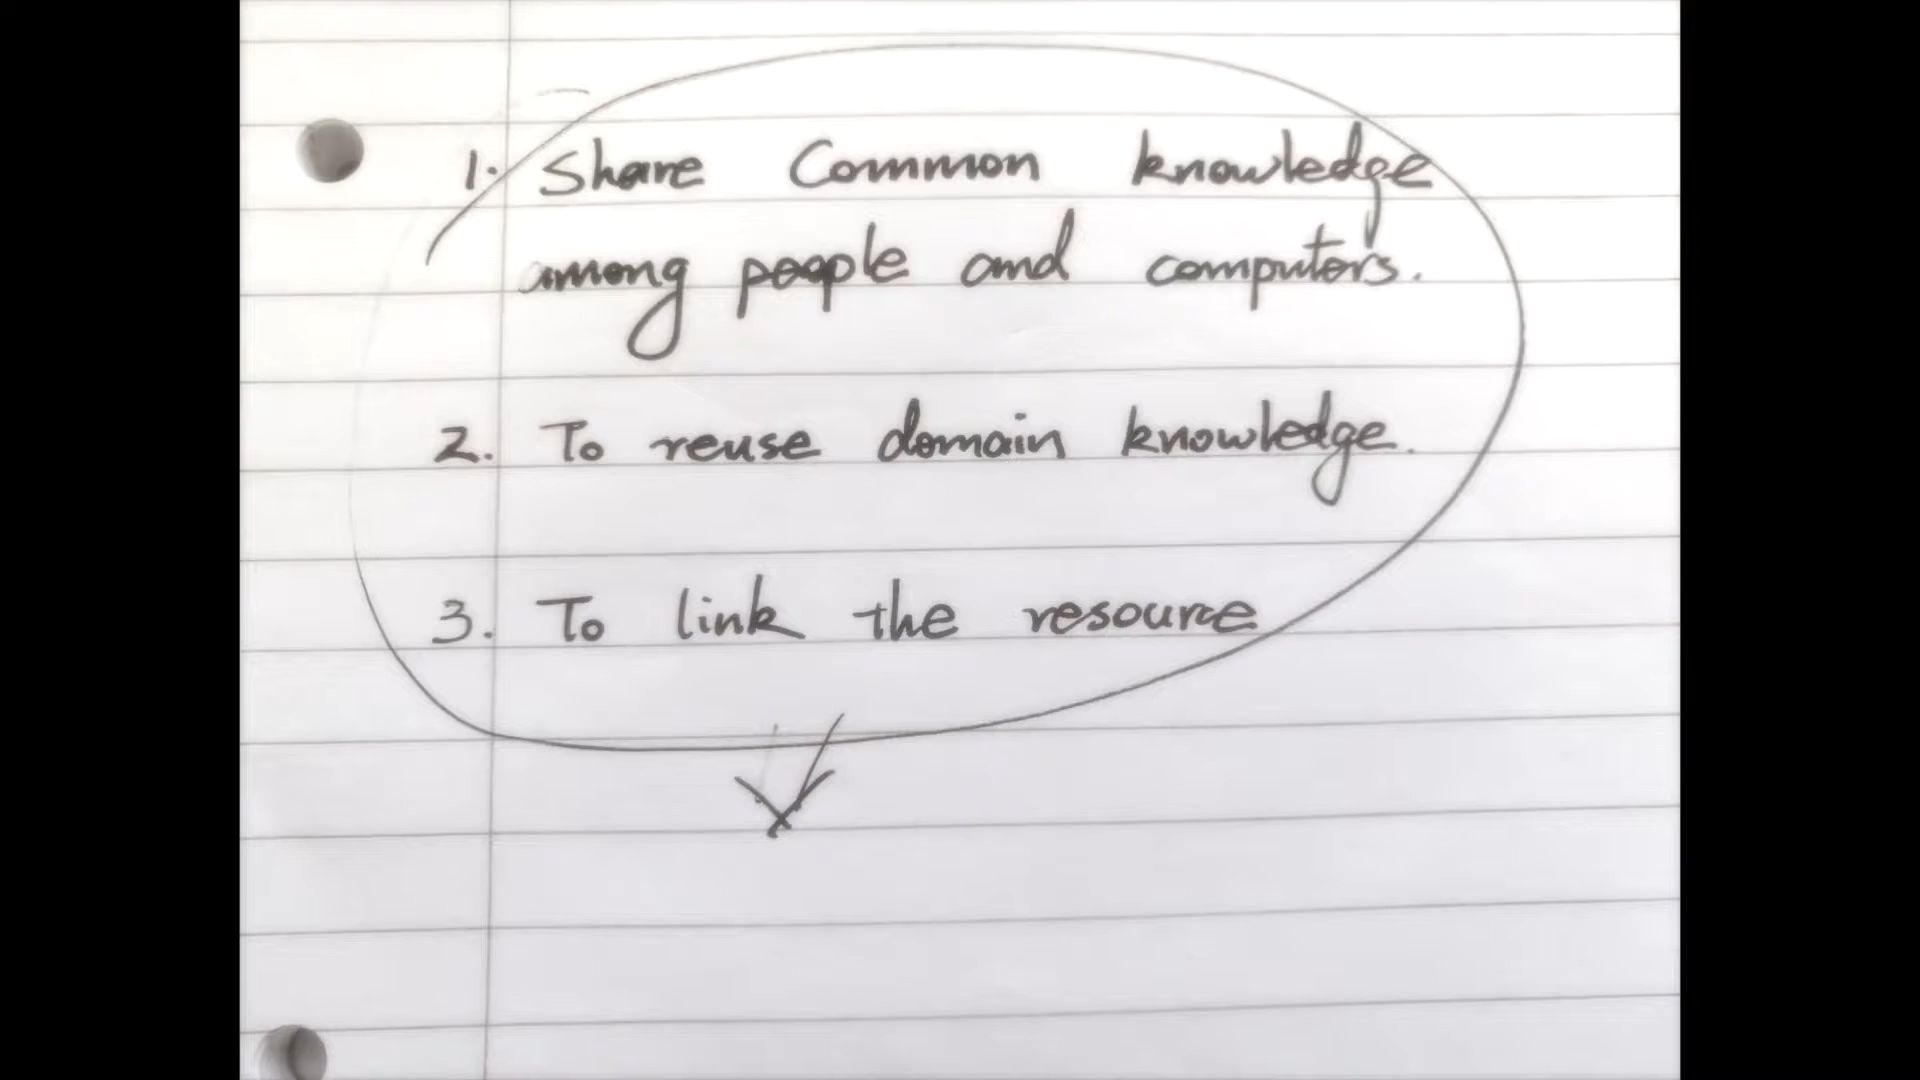 1. Share Common knowledge
among people and computers.
2. To reuse domain knowledge.
3. To link the resource